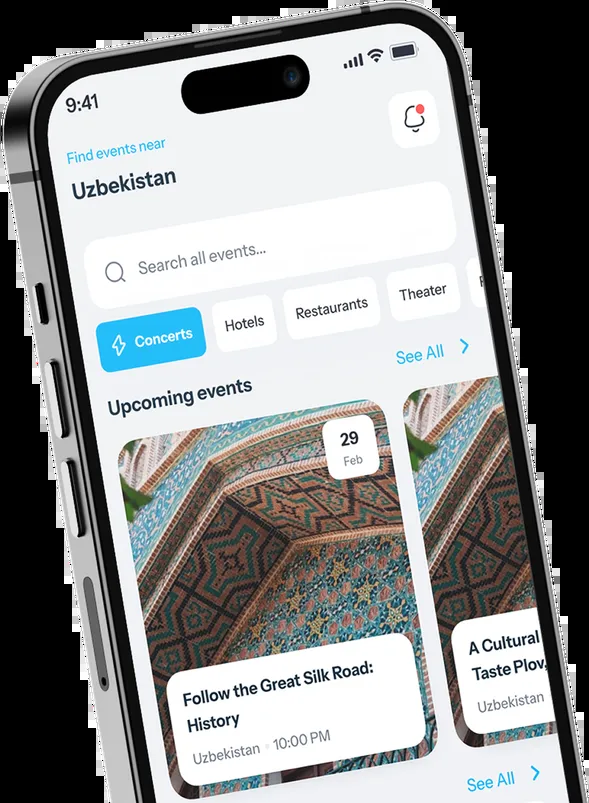 9:41
Find events near
Uzbekistan
Search all events...
Concerts
Hotels
Restaurants
Theater
See All
Upcoming events
29
Feb
Follow the Great Silk Road:
History
Uzbekistan • 10:00 PM
A Cultural
Taste Plov,
Uzbekistan
See All